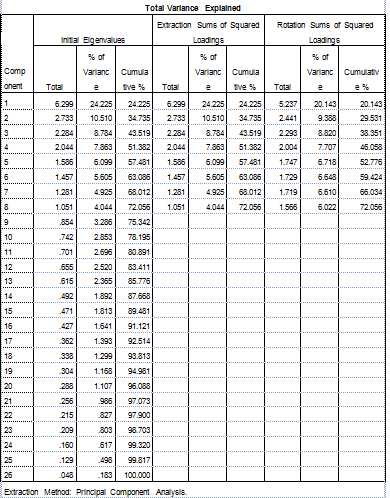 Total Variance Explained
Extraction Sums of Squared Rotation Sums of Squared
Initial Eigenvalues Loadings Loadings
% of % of % of
Comp Varianc Cumula Varianc Cumula Varianc Cumulativ
onent Total e tive % Total e tive % Total e e %
1 6.299 24.225 24.225 6.299 24.225 24.225 5.237 20.143 20.143
2 2.733 10.510 34.735 2.733 10.510 34.735 2.441 9.388 29.531
3 2.284 8.784 43.519 2.284 8.784 43.519 2.293 8.820 38.351
4 2.044 7.863 51.382 2.044 7.863 51.382 2.004 7.707 46.058
5 1.586 6.099 57.481 1.586 6.099 57.481 1.747 6.718 52.776
6 1.457 5.605 63.086 1.457 5.605 63.086 1.729 6.648 59.424
7 1.281 4.925 68.012 1.281 4.925 68.012 1.719 6.610 66.034
8 1.051 4.044 72.056 1.051 4.044 72.056 1.566 6.022 72.056
9 .854 3.286 75.342
10 .742 2.853 78.195
11 .701 2.696 80.891
12 .655 2.520 83.411
13 .615 2.365 85.776
14 .492 1.892 87.668
15 .471 1.813 89.481
16 .427 1.641 91.121
17 .362 1.393 92.514
18 .338 1.299 93.813
19 .304 1.168 94.981
20 .288 1.107 96.088
21 .256 .986 97.073
22 .215 .827 97.900
23 .209 .803 98.703
24 .160 .617 99.320
25 .129 .498 99.817
26 .048 .183 100.000
Extraction Method: Principal Component Analysis.